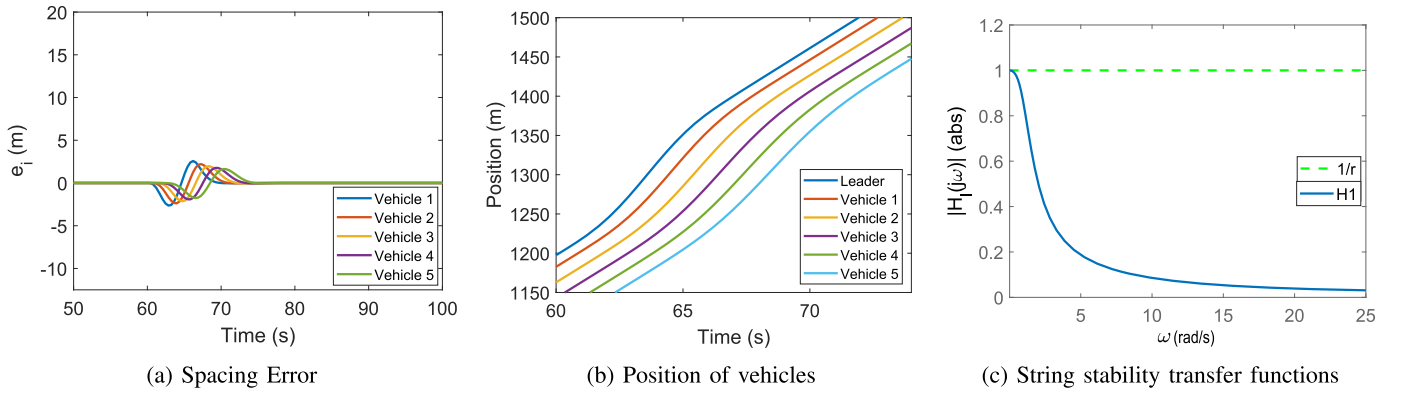 20
15
10
5
0
-5
-10
50
60
70
80
90
100
e_i (m)
Time (s)
Vehicle 1
Vehicle 2
Vehicle 3
Vehicle 4
Vehicle 5
(a) Spacing Error
1500
1450
1400
1350
1300
1250
1200
1150
60
65
70
Position (m)
Time (s)
Leader
Vehicle 1
Vehicle 2
Vehicle 3
Vehicle 4
Vehicle 5
(b) Position of vehicles
1.2
1
0.8
0.6
0.4
0.2
0
5
10
15
20
25
|H_I(jω)| (abs)
ω (rad/s)
1/r
H1
(c) String stability transfer functions